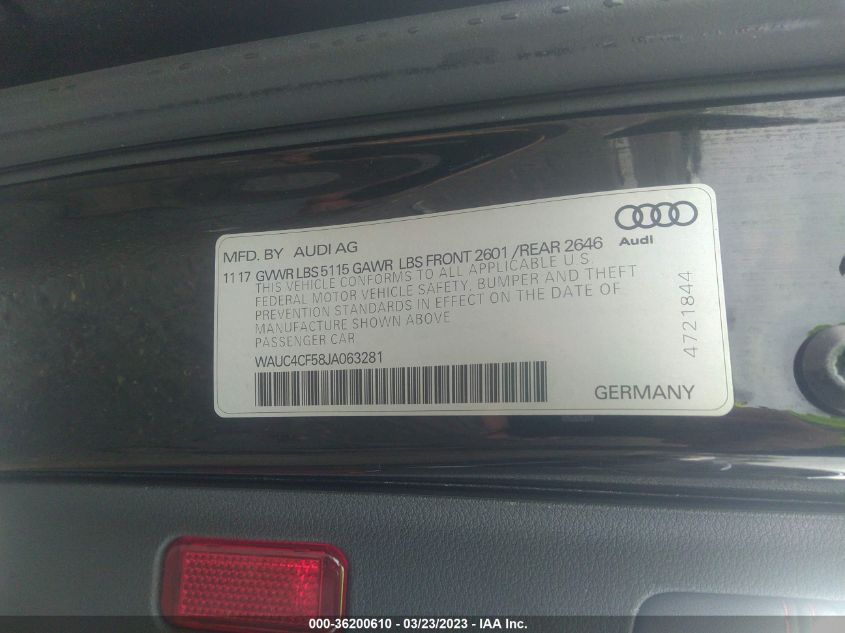 MFD. BY AUDI AG
Audi
11 17 GVWR LBS 5115 GAWR LBS FRONT 2601 /REAR 2646
THIS VEHICLE CONFORMS TO ALL APPLICABLE U.S.
FEDERAL MOTOR VEHICLE SAFETY, BUMPER AND THEFT
PREVENTION STANDARDS IN EFFECT ON THE DATE OF
MANUFACTURE SHOWN ABOVE
PASSENGER CAR
WAUC4CF58JA063281
GERMANY
4721844
000-36200610 - 03/23/2023 - IAA Inc.